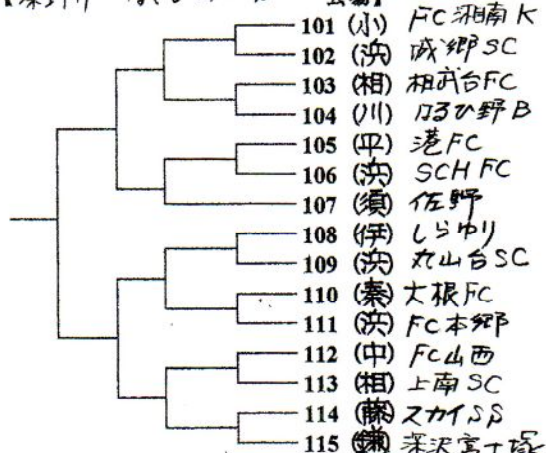 101 (小) FC湘南K
102 (浜)城郷SC
103 (相) 相武台FC
104 (川) はるひ野B
105 (平) 港FC
106 (浜) SCH FC
107 (須) 佐野
108 (伊) しらゆり
109 (浜) 丸山台SC
110 (秦) 大根FC
111 (浜) FC本郷
112 (中) FC山西
113 (相) 上南SC
114 (藤) スカイSS
115 (鎌) 深沢富士塚